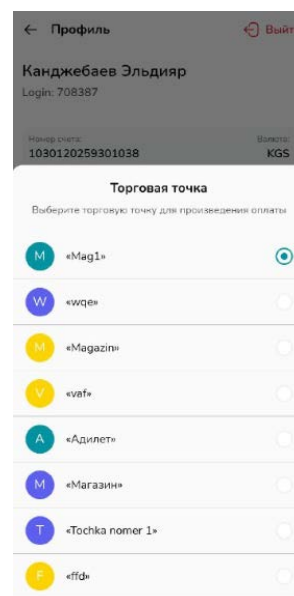 ← Профиль
Выйт
Канджебаев Эльдияр
Login: 708387
Номер счета:
Валюта:
1030120259301038
KGS
Торговая точка
Выберите торговую точку для произведения оплаты
M «Mag1»
W «wqe»
M «Magazin»
V «vaf»
А «Адилет»
М «Магазин»
T «Tochka nomer 1»
F «ffd»